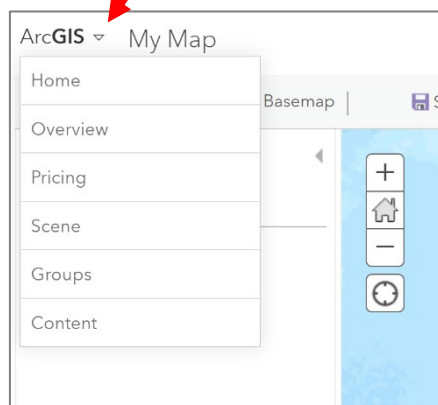 ArcGIS My Map
Home
Basemap
Overview
Pricing
Scene
Groups
Content